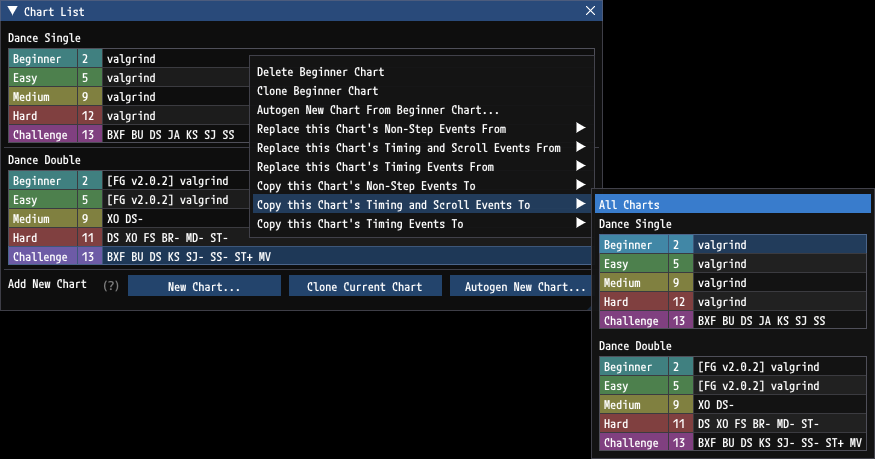 Chart List
Dance Single
Beginner 2 valgrind
Easy 5 valgrind
Medium 9 valgrind
Hard 12 valgrind
Challenge 13 BXF BU DS JA KS SJ SS
Dance Double
Beginner 2 [FG v2.0.2] valgrind
Easy 5 [FG v2.0.2] valgrind
Medium 9 XO DS-
Hard 11 DS XO FS BR- MD- ST-
Challenge 13 BXF BU DS KS SJ- SS- ST+ MV
Add New Chart (?) New Chart... Clone Current Chart Autogen New Chart...
Delete Beginner Chart
Clone Beginner Chart
Autogen New Chart From Beginner Chart...
Replace this Chart's Non-Step Events From
Replace this Chart's Timing and Scroll Events From
Replace this Chart's Timing Events From
Copy this Chart's Non-Step Events To
Copy this Chart's Timing and Scroll Events To
Copy this Chart's Timing Events To
All Charts
Dance Single
Beginner 2 valgrind
Easy 5 valgrind
Medium 9 valgrind
Hard 12 valgrind
Challenge 13 BXF BU DS JA KS SJ SS
Dance Double
Beginner 2 [FG v2.0.2] valgrind
Easy 5 [FG v2.0.2] valgrind
Medium 9 XO DS-
Hard 11 DS XO FS BR- MD- ST-
Challenge 13 BXF BU DS KS SJ- SS- ST+ MV